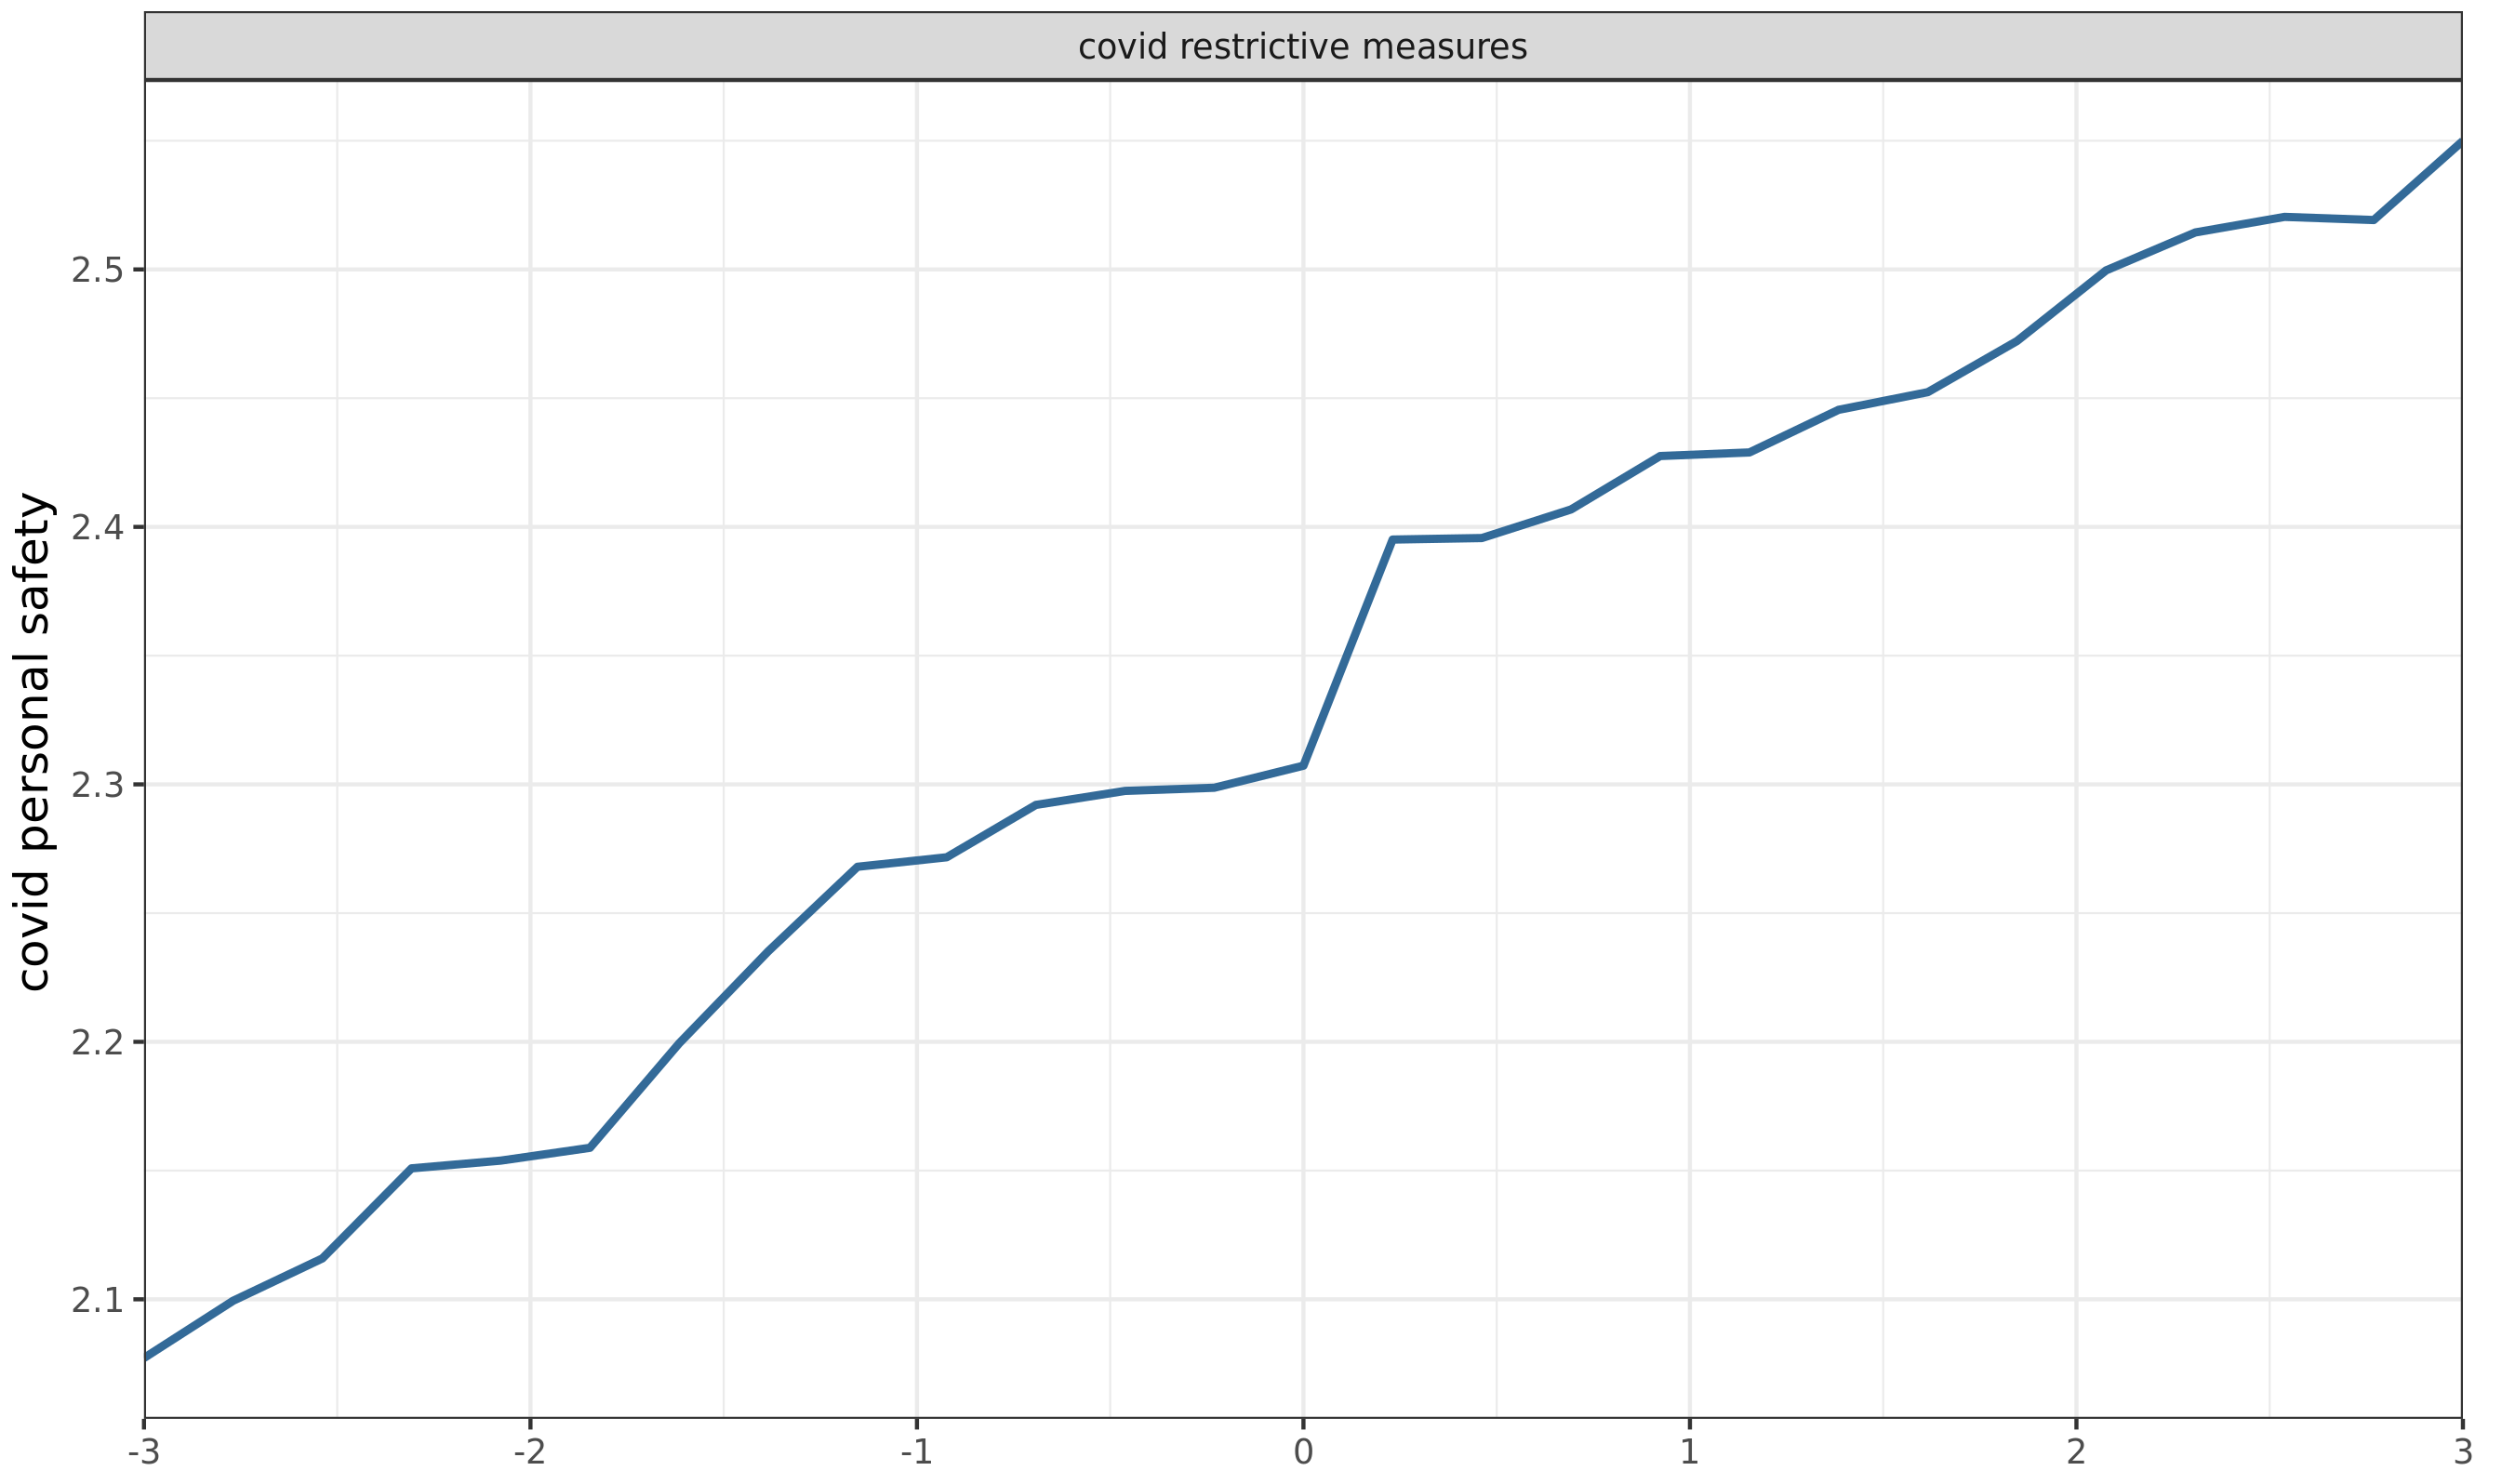 covid restrictive measures
covid personal safety
2.5
2.4
2.3
2.2
2.1
-3 -2 -1 0 1 2 3